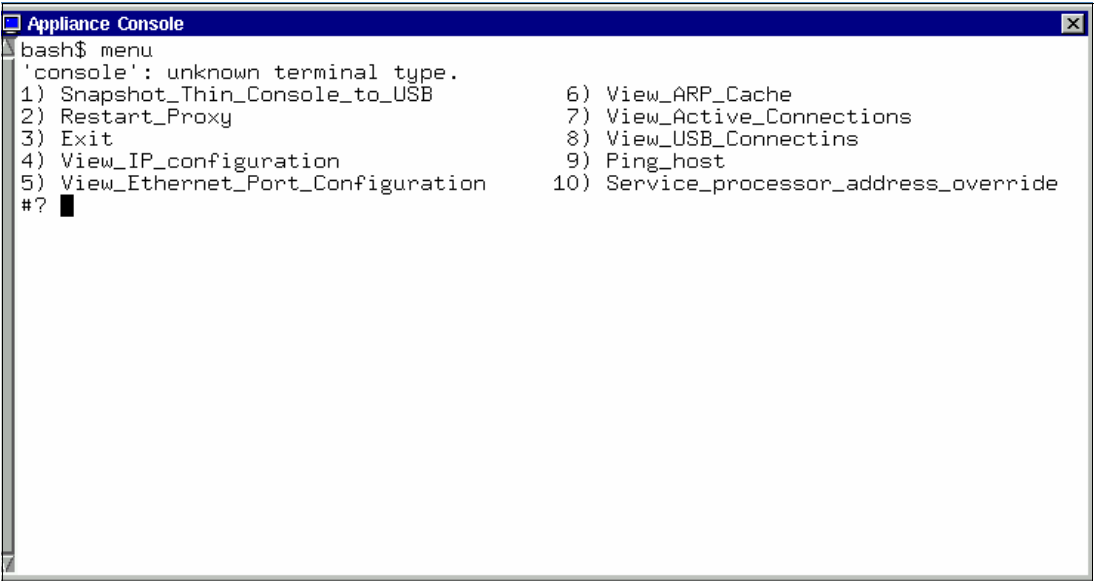 Appliance Console
bash$ menu
'console': unknown terminal type.
1) Snapshot_Thin_Console_to_USB 6) View_ARP_Cache
2) Restart_Proxy 7) View_Active_Connections
3) Exit 8) View_USB_Connectins
4) View_IP_configuration 9) Ping_host
5) View_Ethernet_Port_Configuration 10) Service_processor_address_override
#?